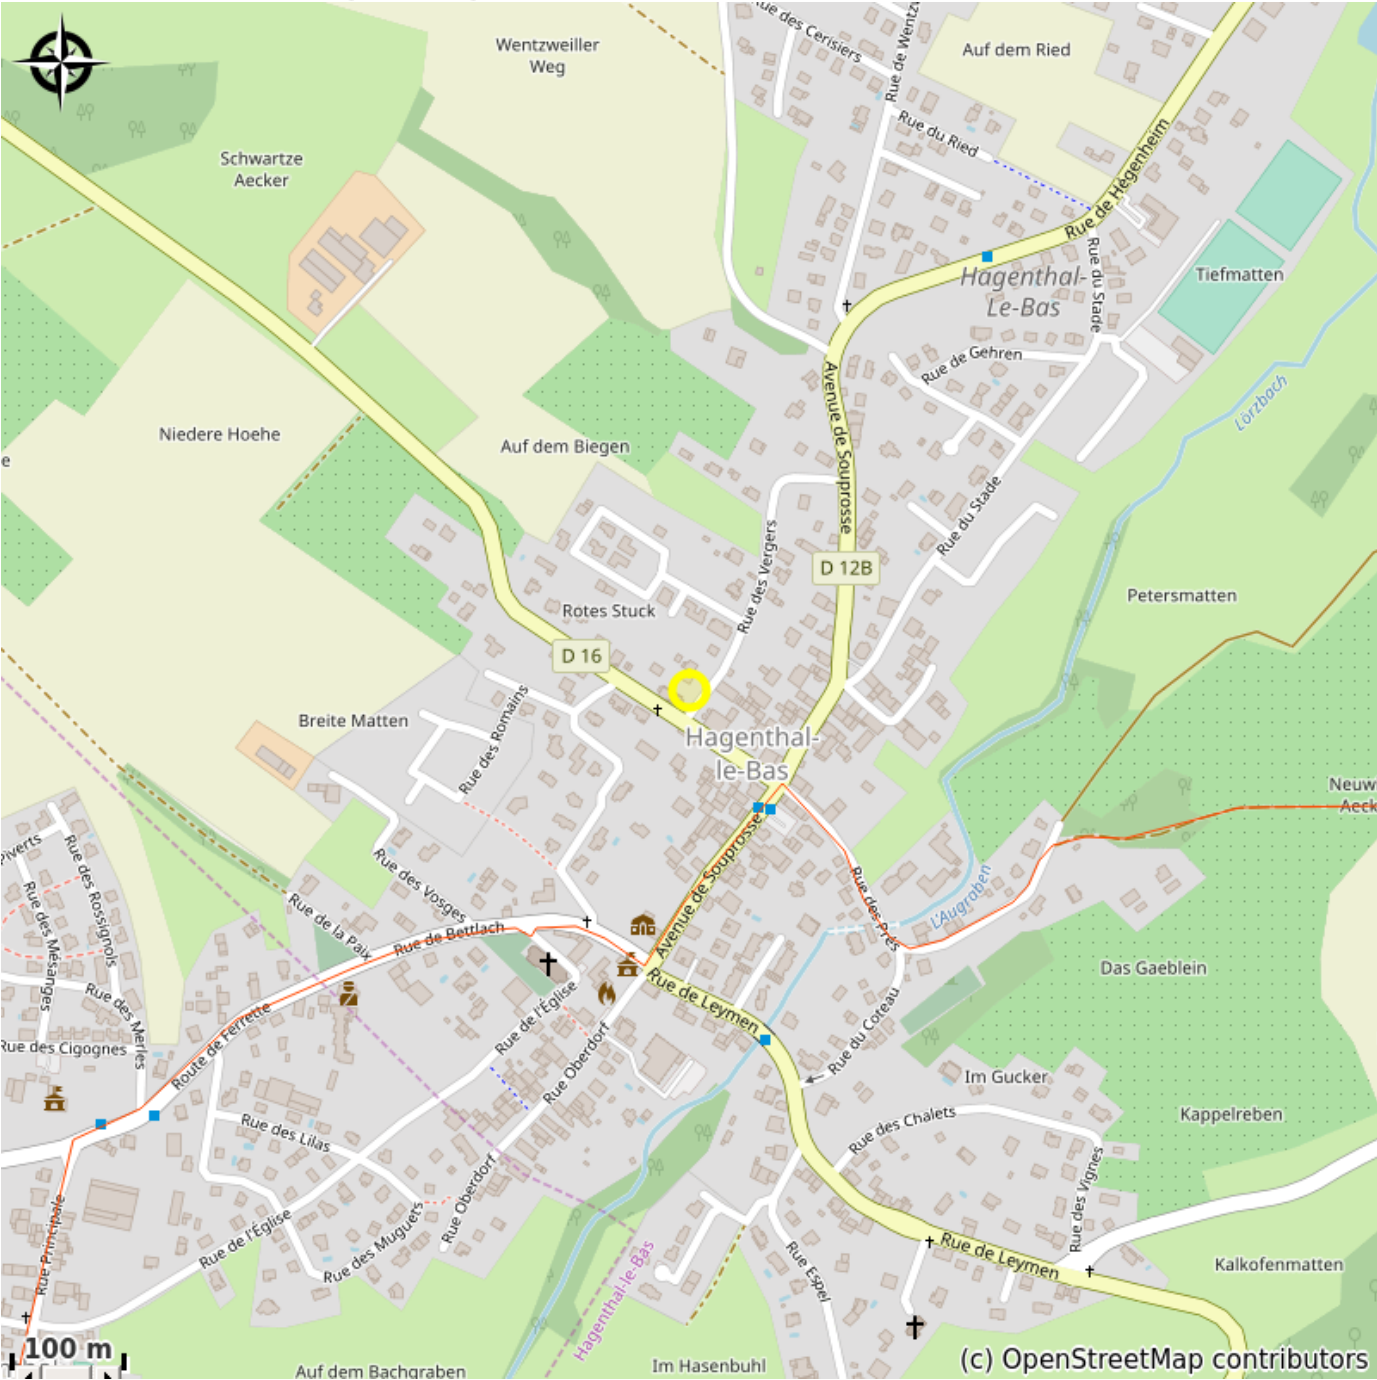 Rue des Cerisiers
Rue de Wentzw
Wentzweiller
Weg
Auf dem Ried
Rue du Ried
Rue de Hégenheim
Schwartze
Aecker
Hagenthal-
Le-Bas
Rue du Stade
Tiefmatten
Rue de Gehren
Avenue de Souprosse
Lörzbach
Niedere Hoehe
Auf dem Biegen
e
Rue du Stade
Rue des Vergers
D 12B
Rotes Stuck
Petersmatten
D 16
Breite Matten
Rue des Romains
Hagenthal-
le-Bas
Neuw
Aeck
Piverts
Rue des Rossignols
Rue des Mésanges
Rue des Vosges
Rue de la Paix
Rue de Bettlach
Avenue de Souprosse
Rue des Prés
L'Augraben
Das Gaeblein
Rue de Leymen
Rue des Merles
Route de Ferrette
Rue de l'Église
Rue Oberdorf
Rue du Coteau
Rue des Cigognes
Im Gucker
Kappelreben
Rue des Chalets
Rue des Lilas
Rue des Vignes
Rue Oberdorf
Rue Principale
Rue de l'Église
Rue des Muguets
Hagenthal-le-Bas
Rue Espel
Rue de Leymen
Kalkofenmatten
100 m
Auf dem Bachgraben
Im Hasenbuhl
(c) OpenStreetMap contributors